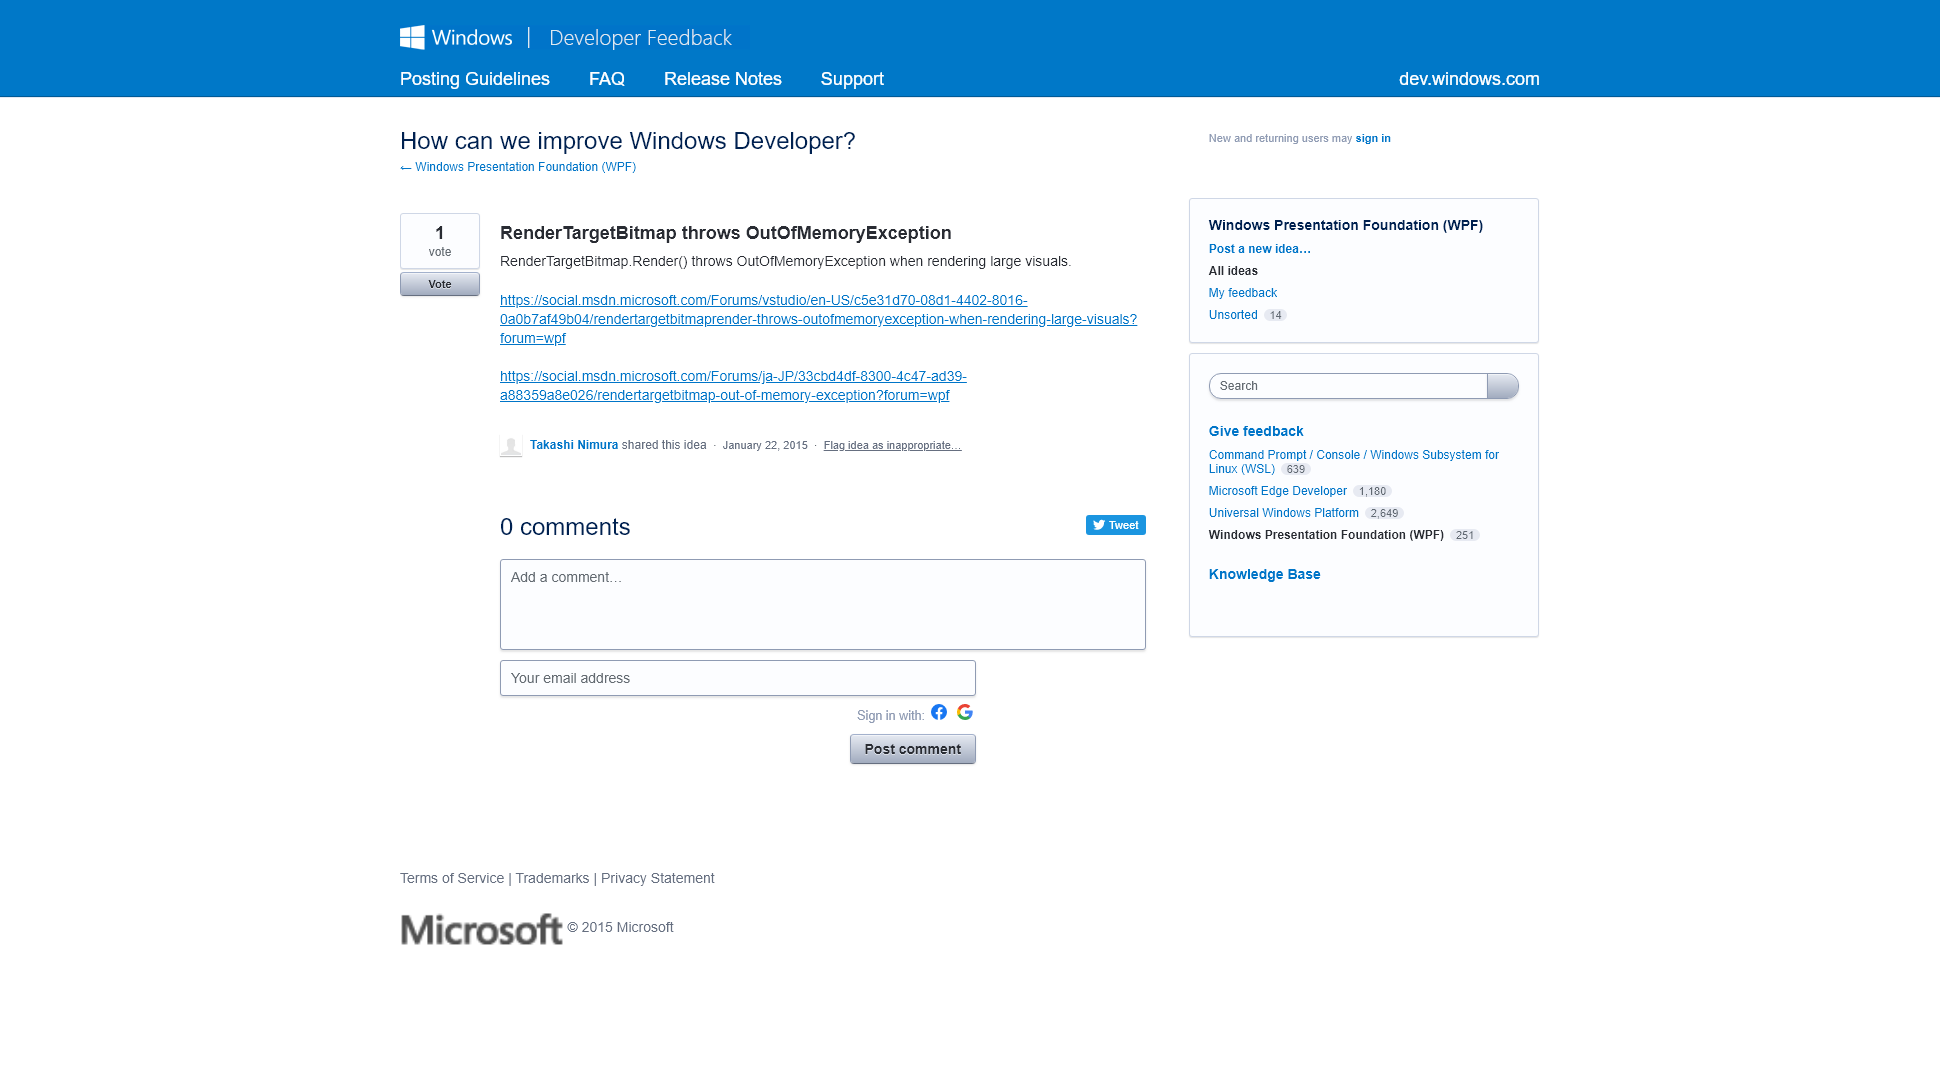 Windows | Developer Feedback
Posting Guidelines FAQ Release Notes Support dev.windows.com
How can we improve Windows Developer?
← Windows Presentation Foundation (WPF)
New and returning users may sign in
1
vote
Vote
RenderTargetBitmap throws OutOfMemoryException
RenderTargetBitmap.Render() throws OutOfMemoryException when rendering large visuals.
https://social.msdn.microsoft.com/Forums/vstudio/en-US/c5e31d70-08d1-4402-8016-
0a0b7af49b04/rendertargetbitmaprender-throws-outofmemoryexception-when-rendering-large-visuals?
forum=wpf
https://social.msdn.microsoft.com/Forums/ja-JP/33cbd4df-8300-4c47-ad39-
a88359a8e026/rendertargetbitmap-out-of-memory-exception?forum=wpf
Takashi Nimura shared this idea · January 22, 2015 · Flag idea as inappropriate…
0 comments
Tweet
Add a comment…
Your email address
Sign in with:
Post comment
Windows Presentation Foundation (WPF)
Post a new idea…
All ideas
My feedback
Unsorted 14
Search
Give feedback
Command Prompt / Console / Windows Subsystem for
Linux (WSL) 639
Microsoft Edge Developer 1,180
Universal Windows Platform 2,649
Windows Presentation Foundation (WPF) 251
Knowledge Base
Terms of Service | Trademarks | Privacy Statement
Microsoft © 2015 Microsoft